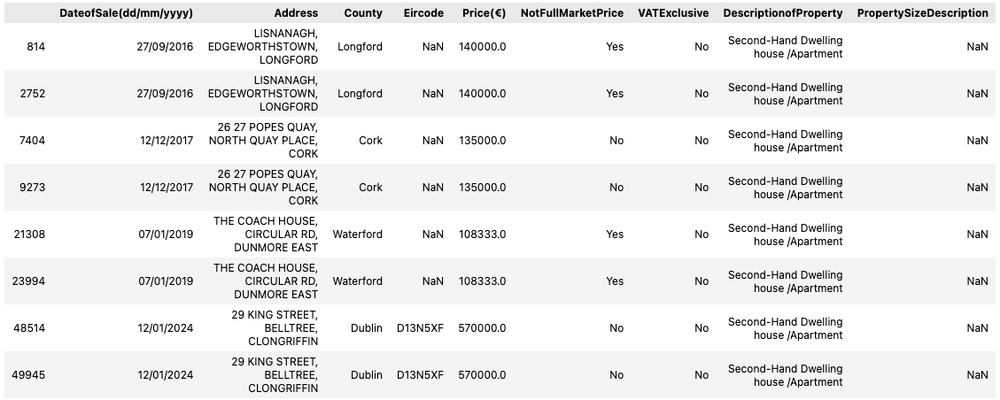 DateofSale(dd/mm/yyyy) Address County Eircode Price(€) NotFullMarketPrice VATExclusive DescriptionofProperty PropertySizeDescription
814 27/09/2016 LISNANAGH, EDGEWORTHSTOWN, LONGFORD Longford NaN 140000.0 Yes No Second-Hand Dwelling house /Apartment NaN
2752 27/09/2016 LISNANAGH, EDGEWORTHSTOWN, LONGFORD Longford NaN 140000.0 Yes No Second-Hand Dwelling house /Apartment NaN
7404 12/12/2017 26 27 POPES QUAY, NORTH QUAY PLACE, CORK Cork NaN 135000.0 No No Second-Hand Dwelling house /Apartment NaN
9273 12/12/2017 26 27 POPES QUAY, NORTH QUAY PLACE, CORK Cork NaN 135000.0 No No Second-Hand Dwelling house /Apartment NaN
21308 07/01/2019 THE COACH HOUSE, CIRCULAR RD, DUNMORE EAST Waterford NaN 108333.0 Yes No Second-Hand Dwelling house /Apartment NaN
23994 07/01/2019 THE COACH HOUSE, CIRCULAR RD, DUNMORE EAST Waterford NaN 108333.0 Yes No Second-Hand Dwelling house /Apartment NaN
48514 12/01/2024 29 KING STREET, BELLTREE, CLONGRIFFIN Dublin D13N5XF 570000.0 No No Second-Hand Dwelling house /Apartment NaN
49945 12/01/2024 29 KING STREET, BELLTREE, CLONGRIFFIN Dublin D13N5XF 570000.0 No No Second-Hand Dwelling house /Apartment NaN